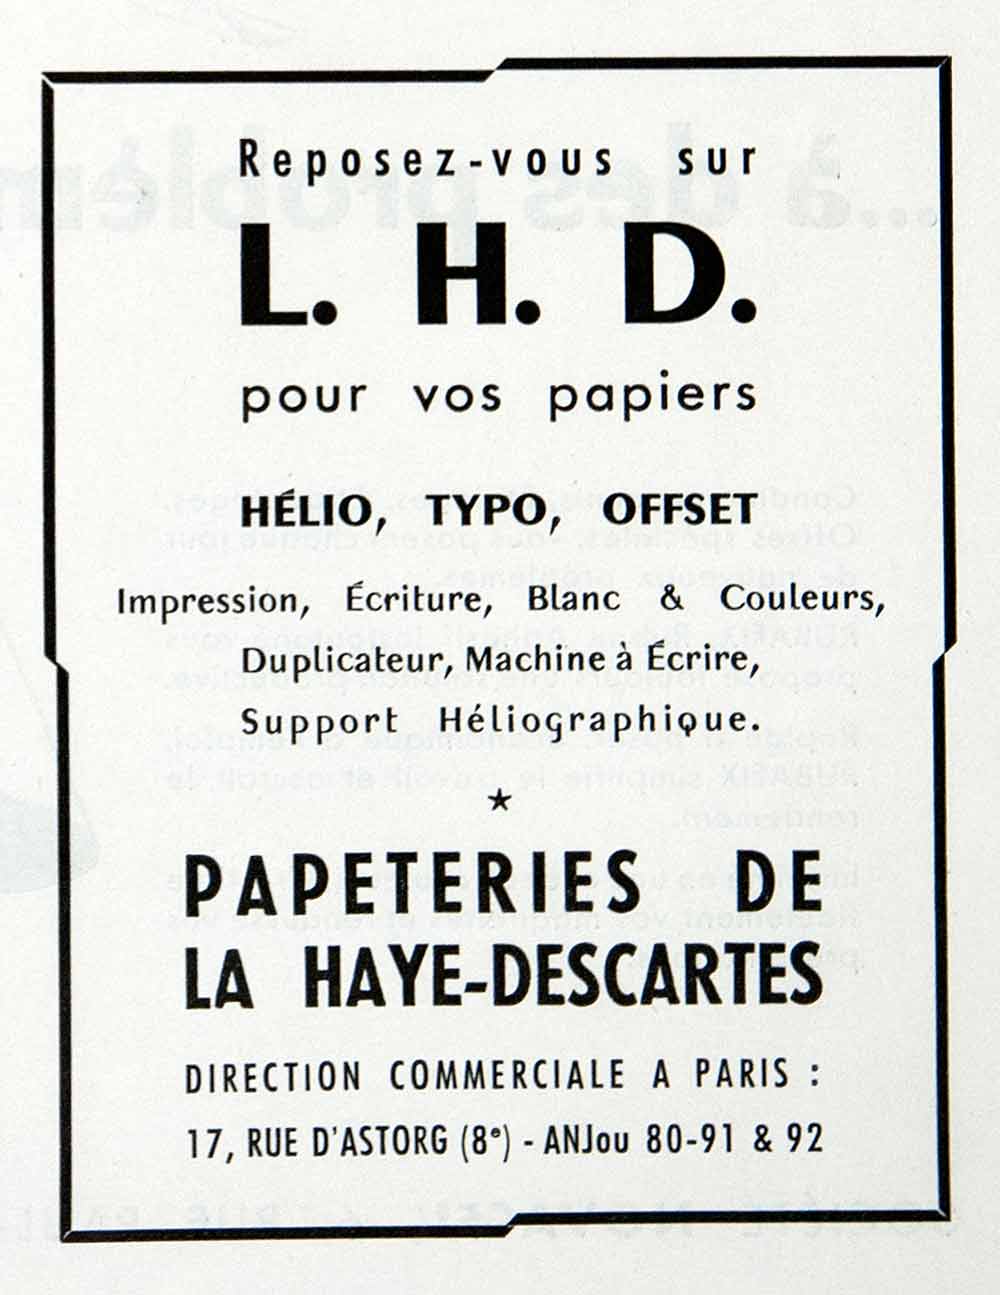 Reposez-vous sur
L. H. D.
pour vos papiers
HÉLIO, TYPO, OFFSET
Impression, Écriture, Blanc & Couleurs,
Duplicateur, Machine à Écrire,
Support Héliographique.
★
PAPETERIES DE
LA HAYE-DESCARTES
DIRECTION COMMERCIALE A PARIS :
17, RUE D'ASTORG (8e) - ANJou 80-91 & 92